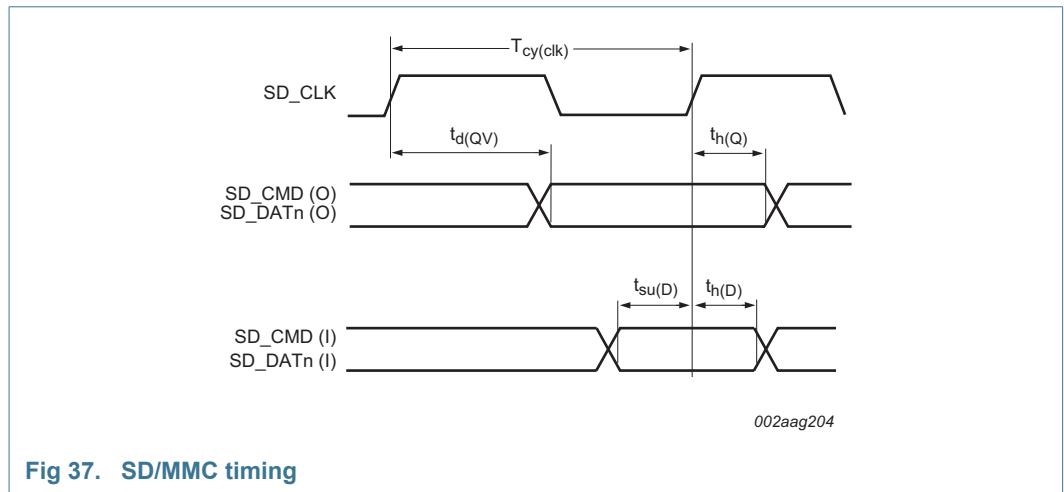 Tcy(clk)
SD_CLK
td(QV)
th(Q)
SD_CMD (O)
SD_DATn (O)
tsu(D)
th(D)
SD_CMD (I)
SD_DATn (I)
002aag204
Fig 37. SD/MMC timing